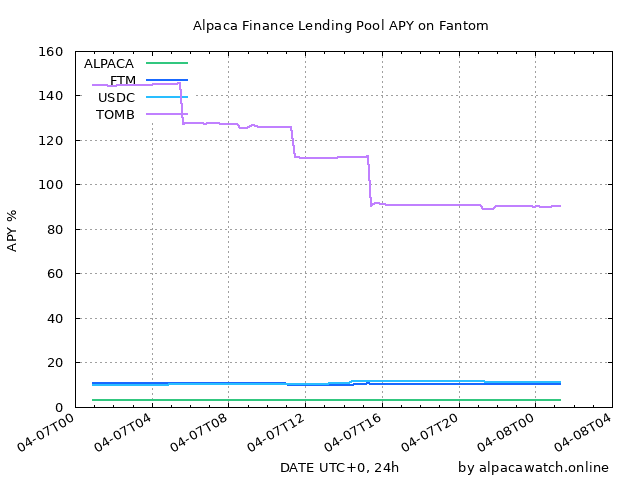 Alpaca Finance Lending Pool APY on Fantom
160
140
120
100
80
60
40
20
0
APY %
ALPACA
FTM
USDC
TOMB
04-07T00
04-07T04
04-07T08
04-07T12
04-07T16
04-07T20
04-08T00
04-08T04
DATE UTC+0, 24h
by alpacawatch.online